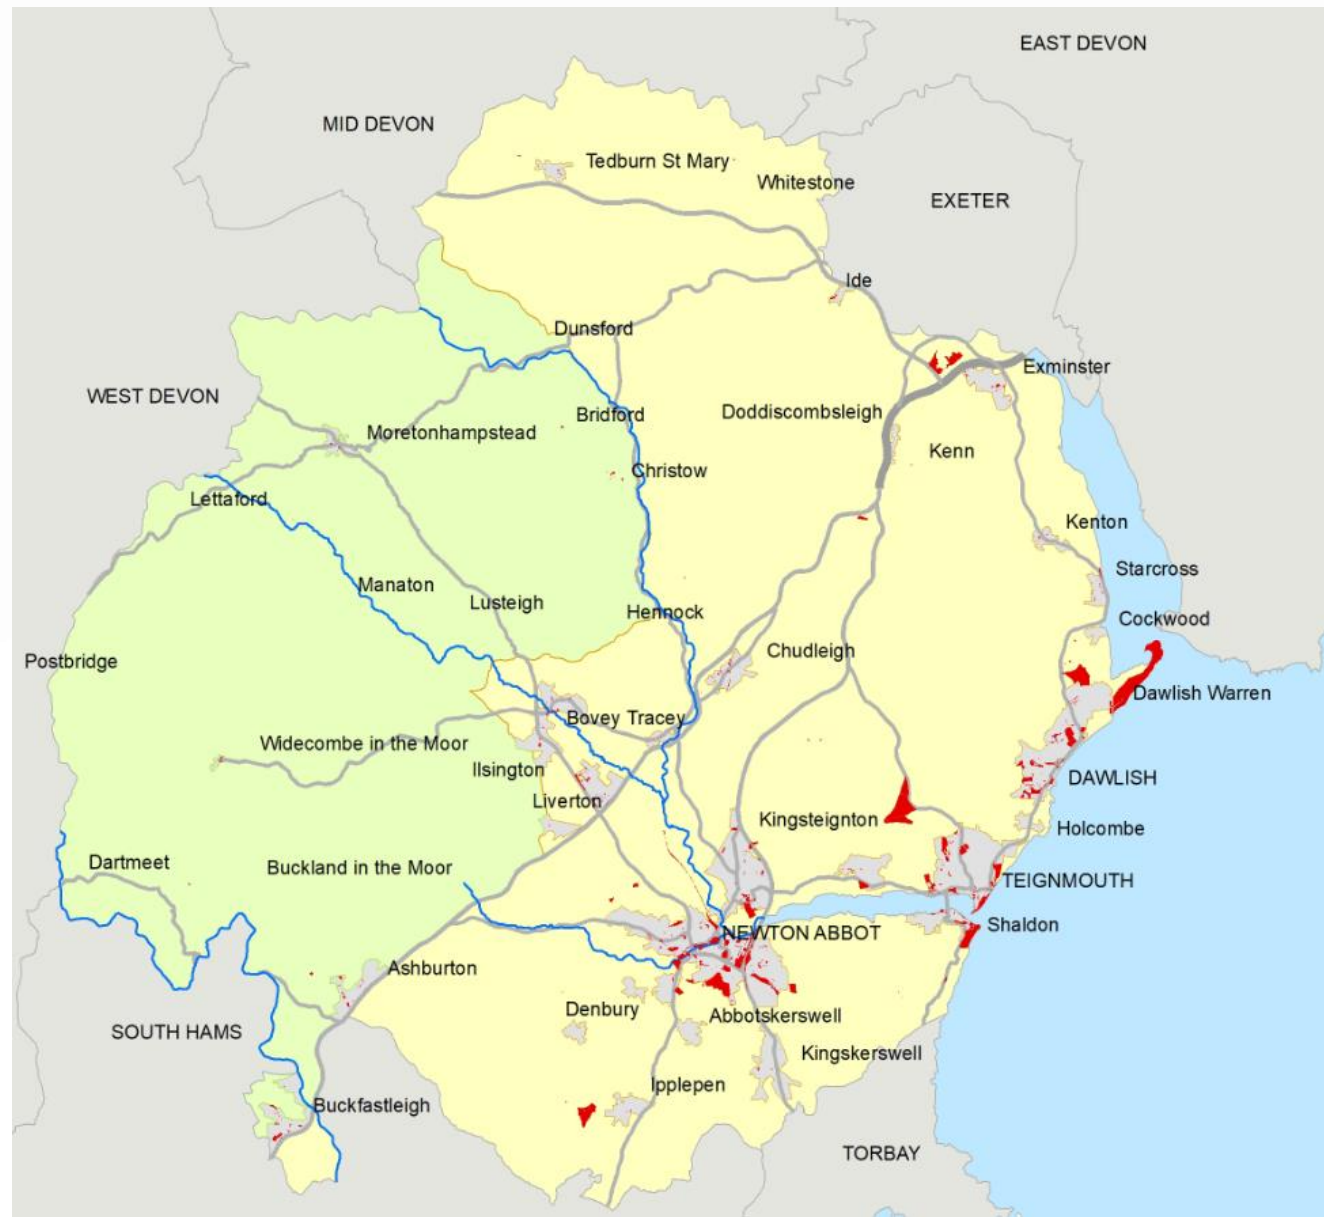 EAST DEVON
MID DEVON
Tedburn St Mary
Whitestone
EXETER
Ide
Dunsford
Exminster
WEST DEVON
Doddiscombsleigh
Bridford
Moretonhampstead
Kenn
Christow
Lettaford
Kenton
Starcross
Manaton
Lusteigh
Hennock
Cockwood
Chudleigh
Postbridge
Dawlish Warren
Bovey Tracey
Widecombe in the Moor
Ilsington
DAWLISH
Liverton
Kingsteignton
Holcombe
Dartmeet
Buckland in the Moor
TEIGNMOUTH
Shaldon
NEWTON ABBOT
Ashburton
Denbury
Abbotskerswell
SOUTH HAMS
Kingskerswell
Ipplepen
Buckfastleigh
TORBAY